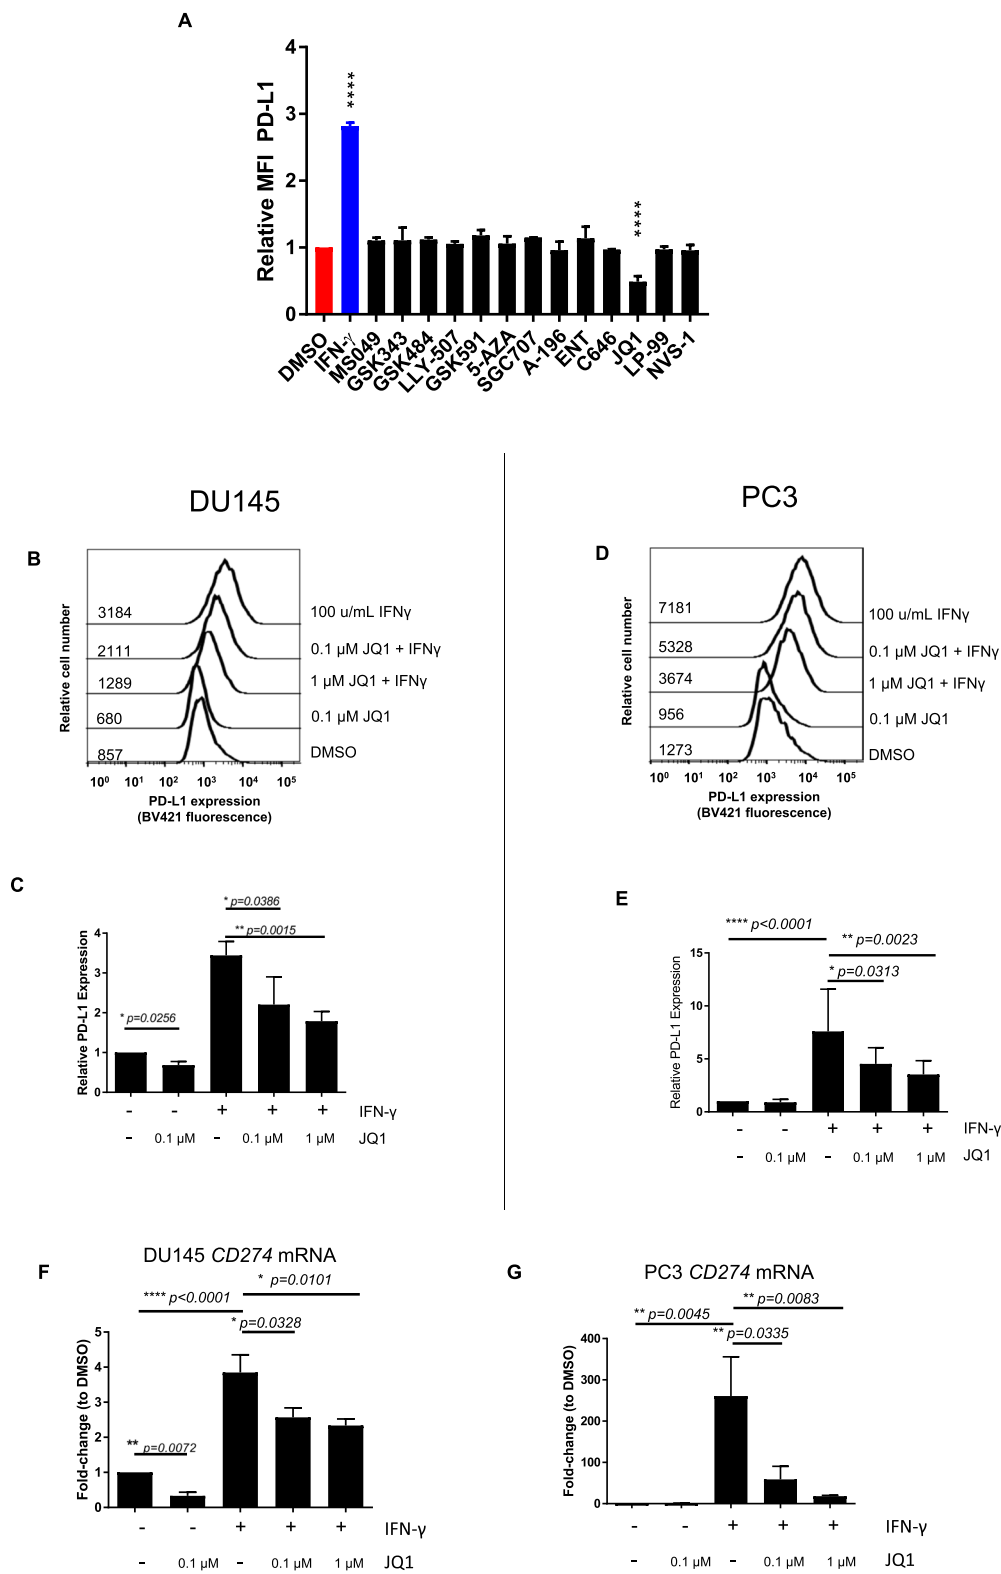 A
Relative MFI PD-L1
4
3
2
1
0
****
****
DMSO
IFN-γ
MS049
GSK343
GSK484
LLY-507
GSK591
5-AZA
SGC707
A-196
ENT
C646
JQ1
LP-99
NVS-1
DU145
B
Relative cell number
3184
100 u/mL IFNγ
2111
0.1 µM JQ1 + IFNγ
1289
1 µM JQ1 + IFNγ
680
0.1 µM JQ1
857
DMSO
10⁰ 10¹ 10² 10³ 10⁴ 10⁵
PD-L1 expression
(BV421 fluorescence)
PC3
D
Relative cell number
7181
100 u/mL IFNγ
5328
0.1 µM JQ1 + IFNγ
3674
1 µM JQ1 + IFNγ
956
0.1 µM JQ1
1273
DMSO
10⁰ 10¹ 10² 10³ 10⁴ 10⁵
PD-L1 expression
(BV421 fluorescence)
C
Relative PD-L1 Expression
4
3
2
1
0
* p=0.0256
* p=0.0386
** p=0.0015
- - + + + IFN-γ
- 0.1 µM - 0.1 µM 1 µM JQ1
E
Relative PD-L1 Expression
15
10
5
0
**** p<0.0001
** p=0.0023
* p=0.0313
- - + + + IFN-γ
- 0.1 µM - 0.1 µM 1 µM JQ1
F
DU145 CD274 mRNA
Fold-change (to DMSO)
5
4
3
2
1
0
* p=0.0101
**** p<0.0001
* p=0.0328
** p=0.0072
- - + + + IFN-γ
- 0.1 µM - 0.1 µM 1 µM JQ1
G
PC3 CD274 mRNA
Fold-change (to DMSO)
400
300
200
100
0
** p=0.0083
** p=0.0045
** p=0.0335
- - + + + IFN-γ
- 0.1 µM - 0.1 µM 1 µM JQ1